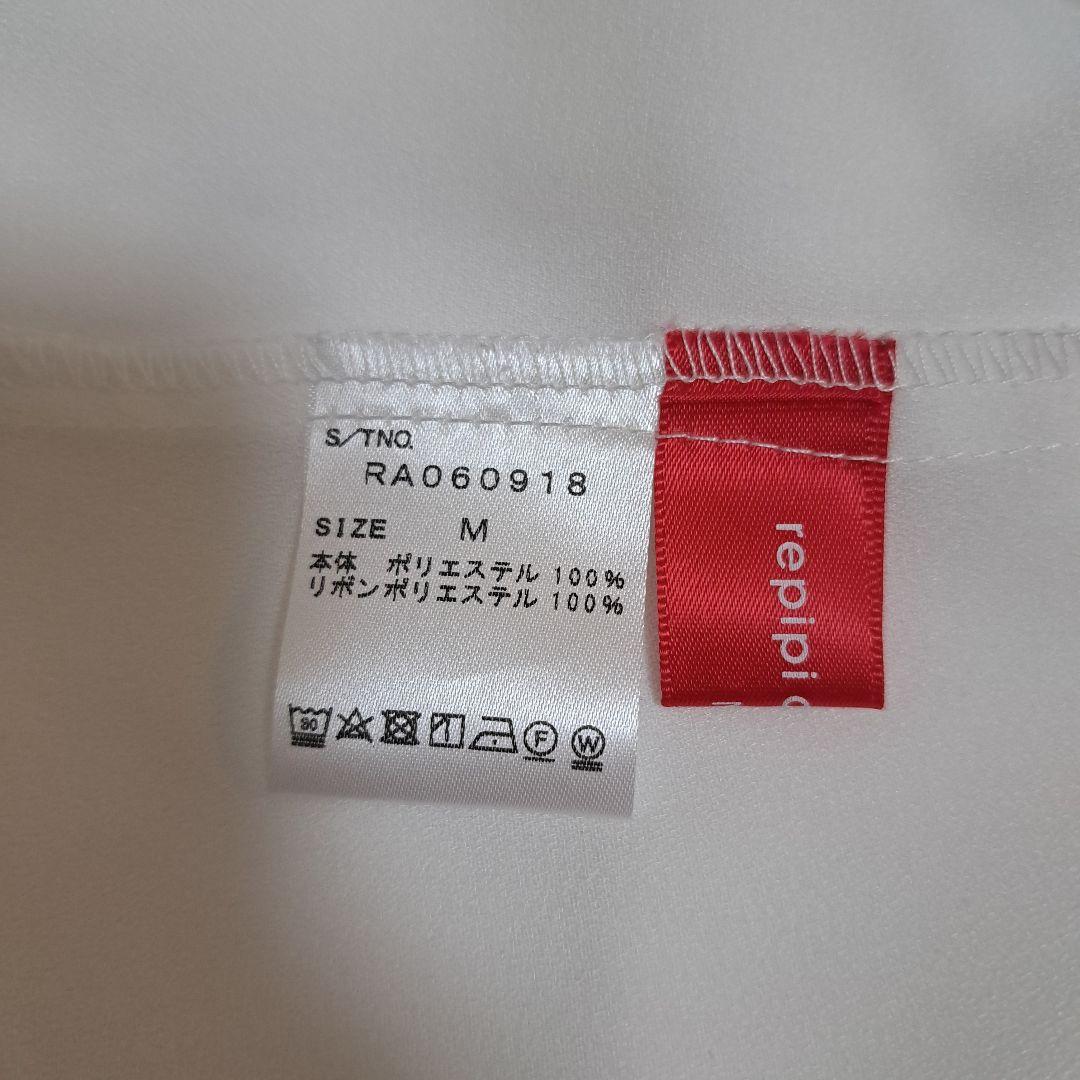 S/TNO.
RA060918
SIZE M
本体 ポリエステル 100%
リボンポリエステル 100%
30
F
W
repipi